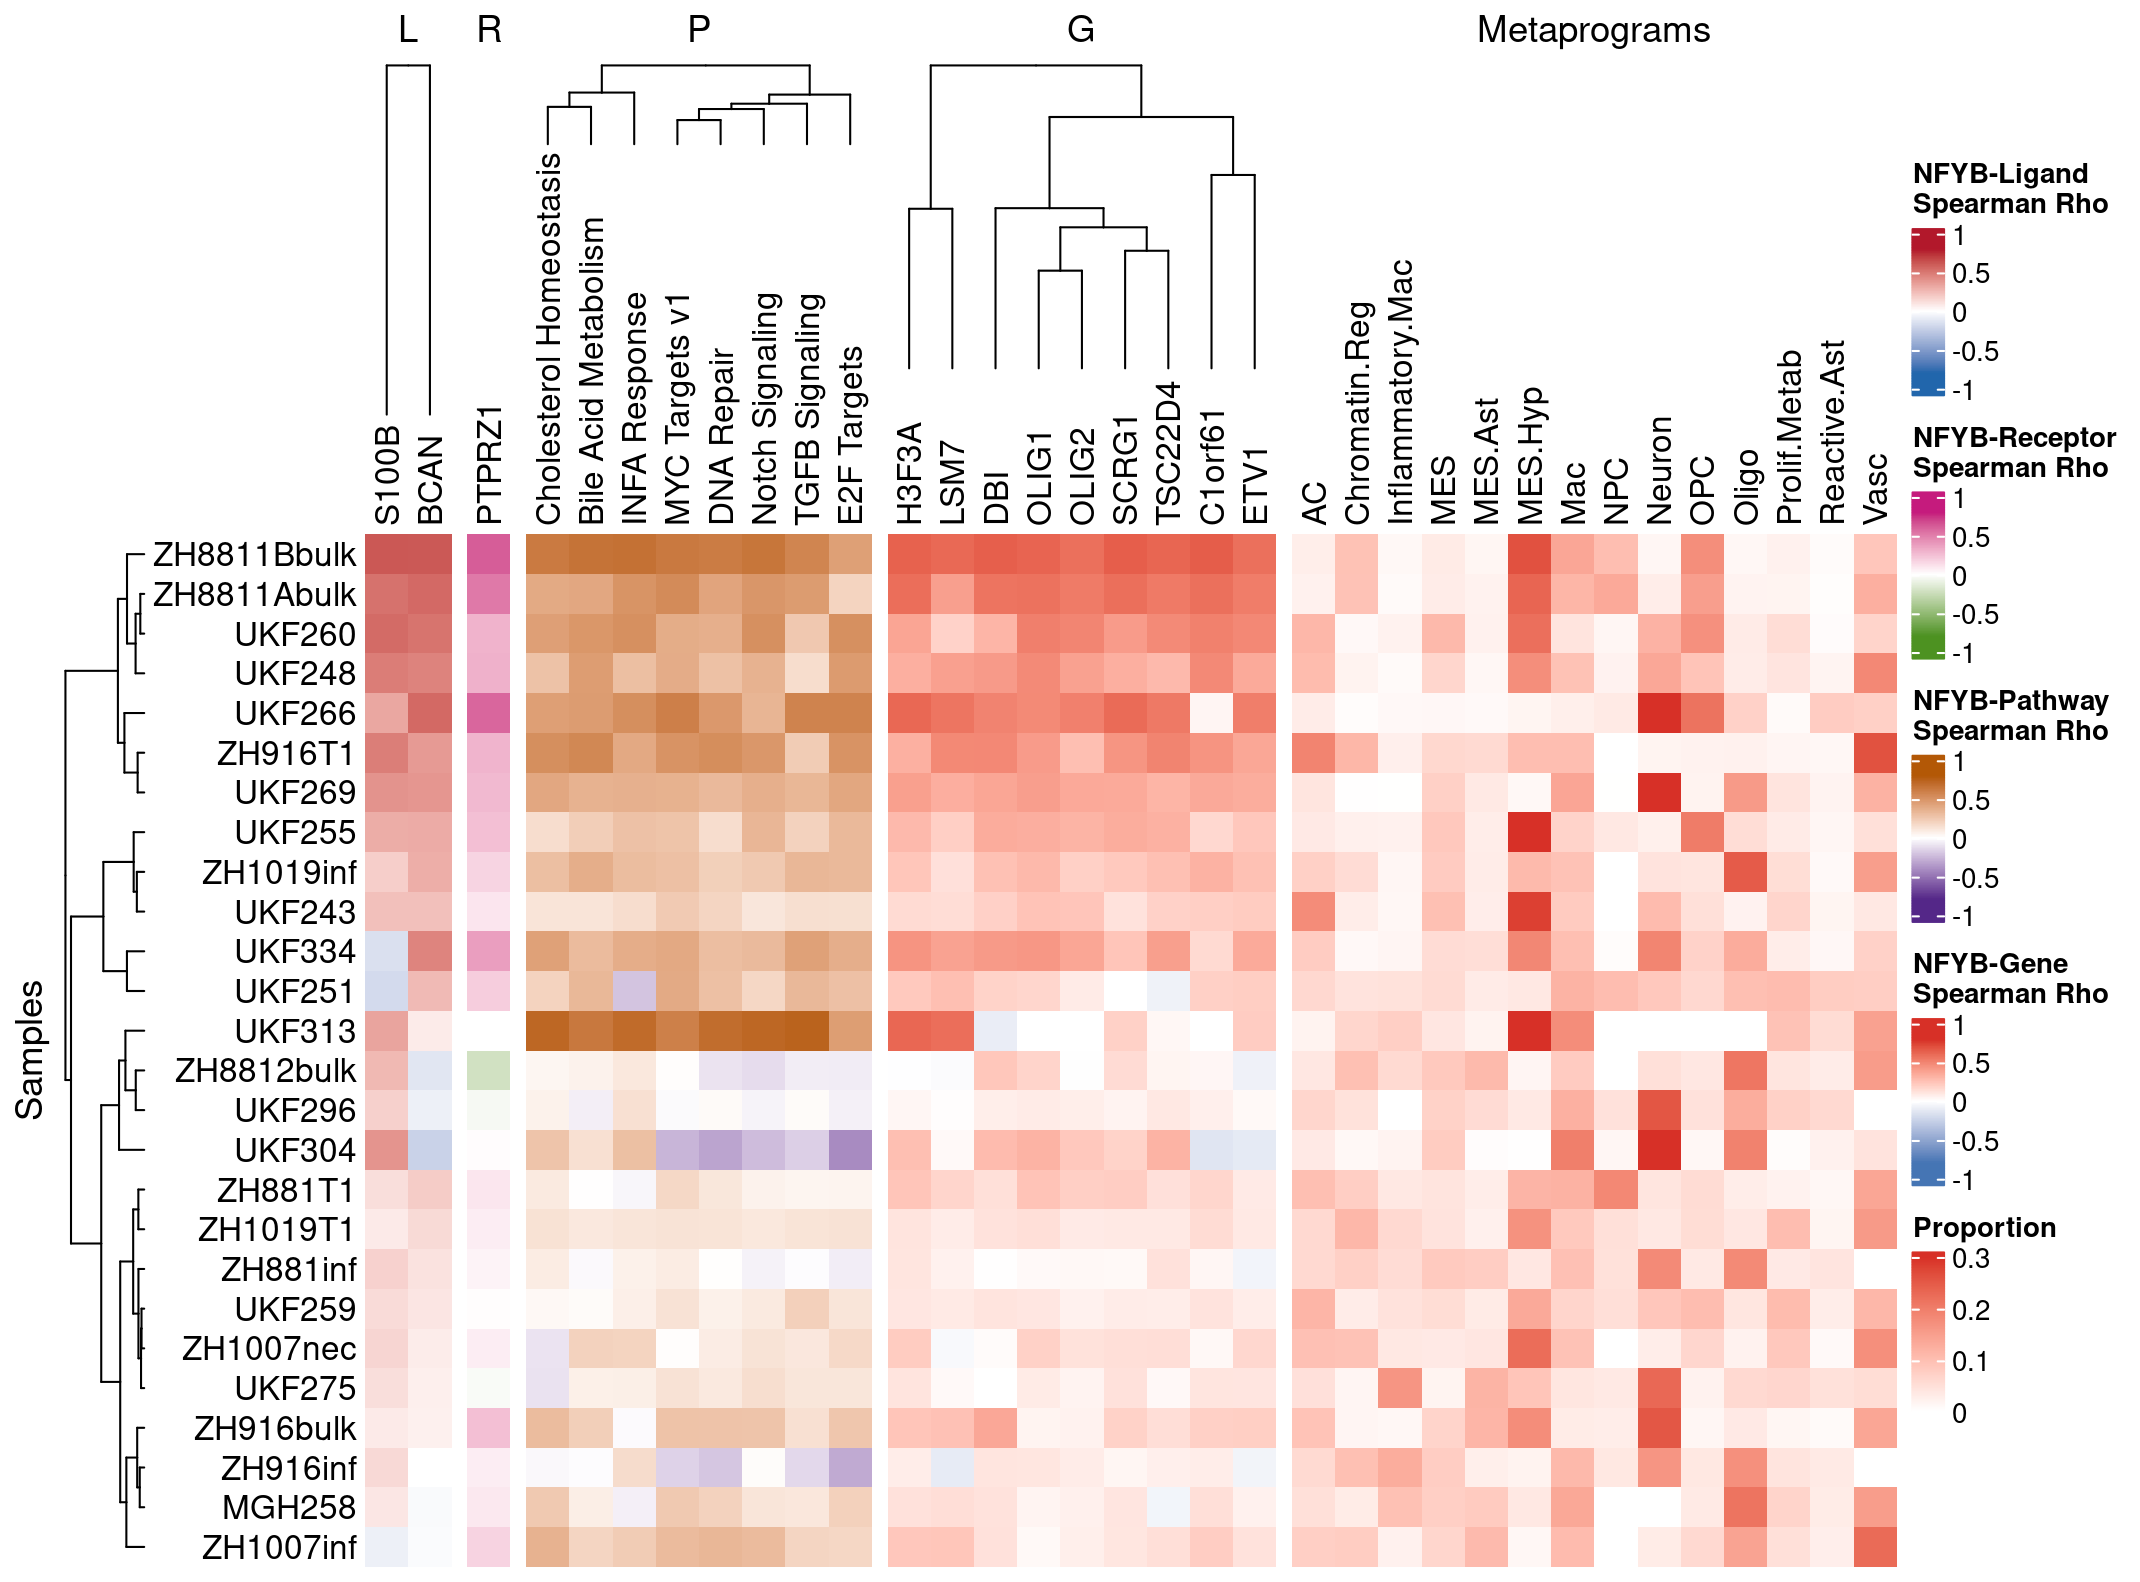 L
R
P
G
Metaprograms
S100B
BCAN
PTPRZ1
Cholesterol Homeostasis
Bile Acid Metabolism
INFA Response
MYC Targets v1
DNA Repair
Notch Signaling
TGFB Signaling
E2F Targets
H3F3A
LSM7
DBI
OLIG1
OLIG2
SCRG1
TSC22D4
C1orf61
ETV1
AC
Chromatin.Reg
Inflammatory.Mac
MES
MES.Ast
MES.Hyp
Mac
NPC
Neuron
OPC
Oligo
Prolif.Metab
Reactive.Ast
Vasc
Samples
ZH8811Bbulk
ZH8811Abulk
UKF260
UKF248
UKF266
ZH916T1
UKF269
UKF255
ZH1019inf
UKF243
UKF334
UKF251
UKF313
ZH8812bulk
UKF296
UKF304
ZH881T1
ZH1019T1
ZH881inf
UKF259
ZH1007nec
UKF275
ZH916bulk
ZH916inf
MGH258
ZH1007inf
NFYB-Ligand
Spearman Rho
1
0.5
0
-0.5
-1
NFYB-Receptor
Spearman Rho
1
0.5
0
-0.5
-1
NFYB-Pathway
Spearman Rho
1
0.5
0
-0.5
-1
NFYB-Gene
Spearman Rho
1
0.5
0
-0.5
-1
Proportion
0.3
0.2
0.1
0